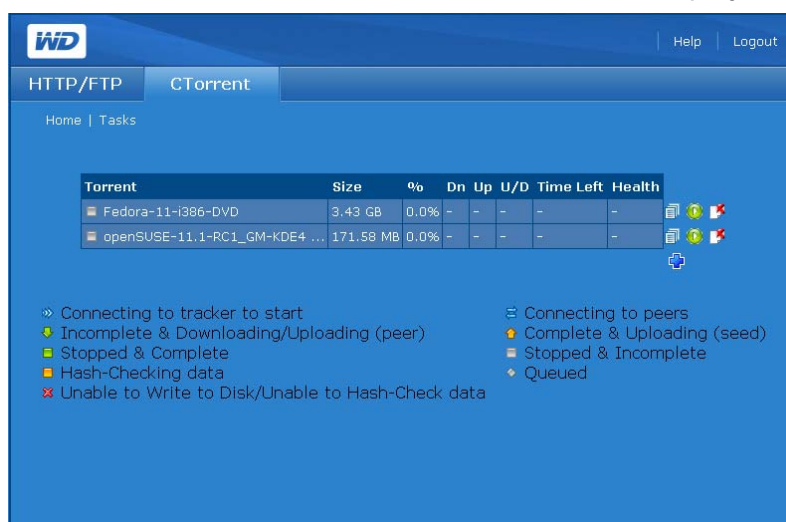 WD
Help | Logout
HTTP/FTP CTorrent
Home | Tasks
Torrent Size % Dn Up U/D Time Left Health
Fedora-11-i386-DVD 3.43 GB 0.0% - - - - -
openSUSE-11.1-RC1_GM-KDE4 ... 171.58 MB 0.0% - - - - -
Connecting to tracker to start Connecting to peers
Incomplete & Downloading/Uploading (peer) Complete & Uploading (seed)
Stopped & Complete Stopped & Incomplete
Hash-Checking data Queued
Unable to Write to Disk/Unable to Hash-Check data